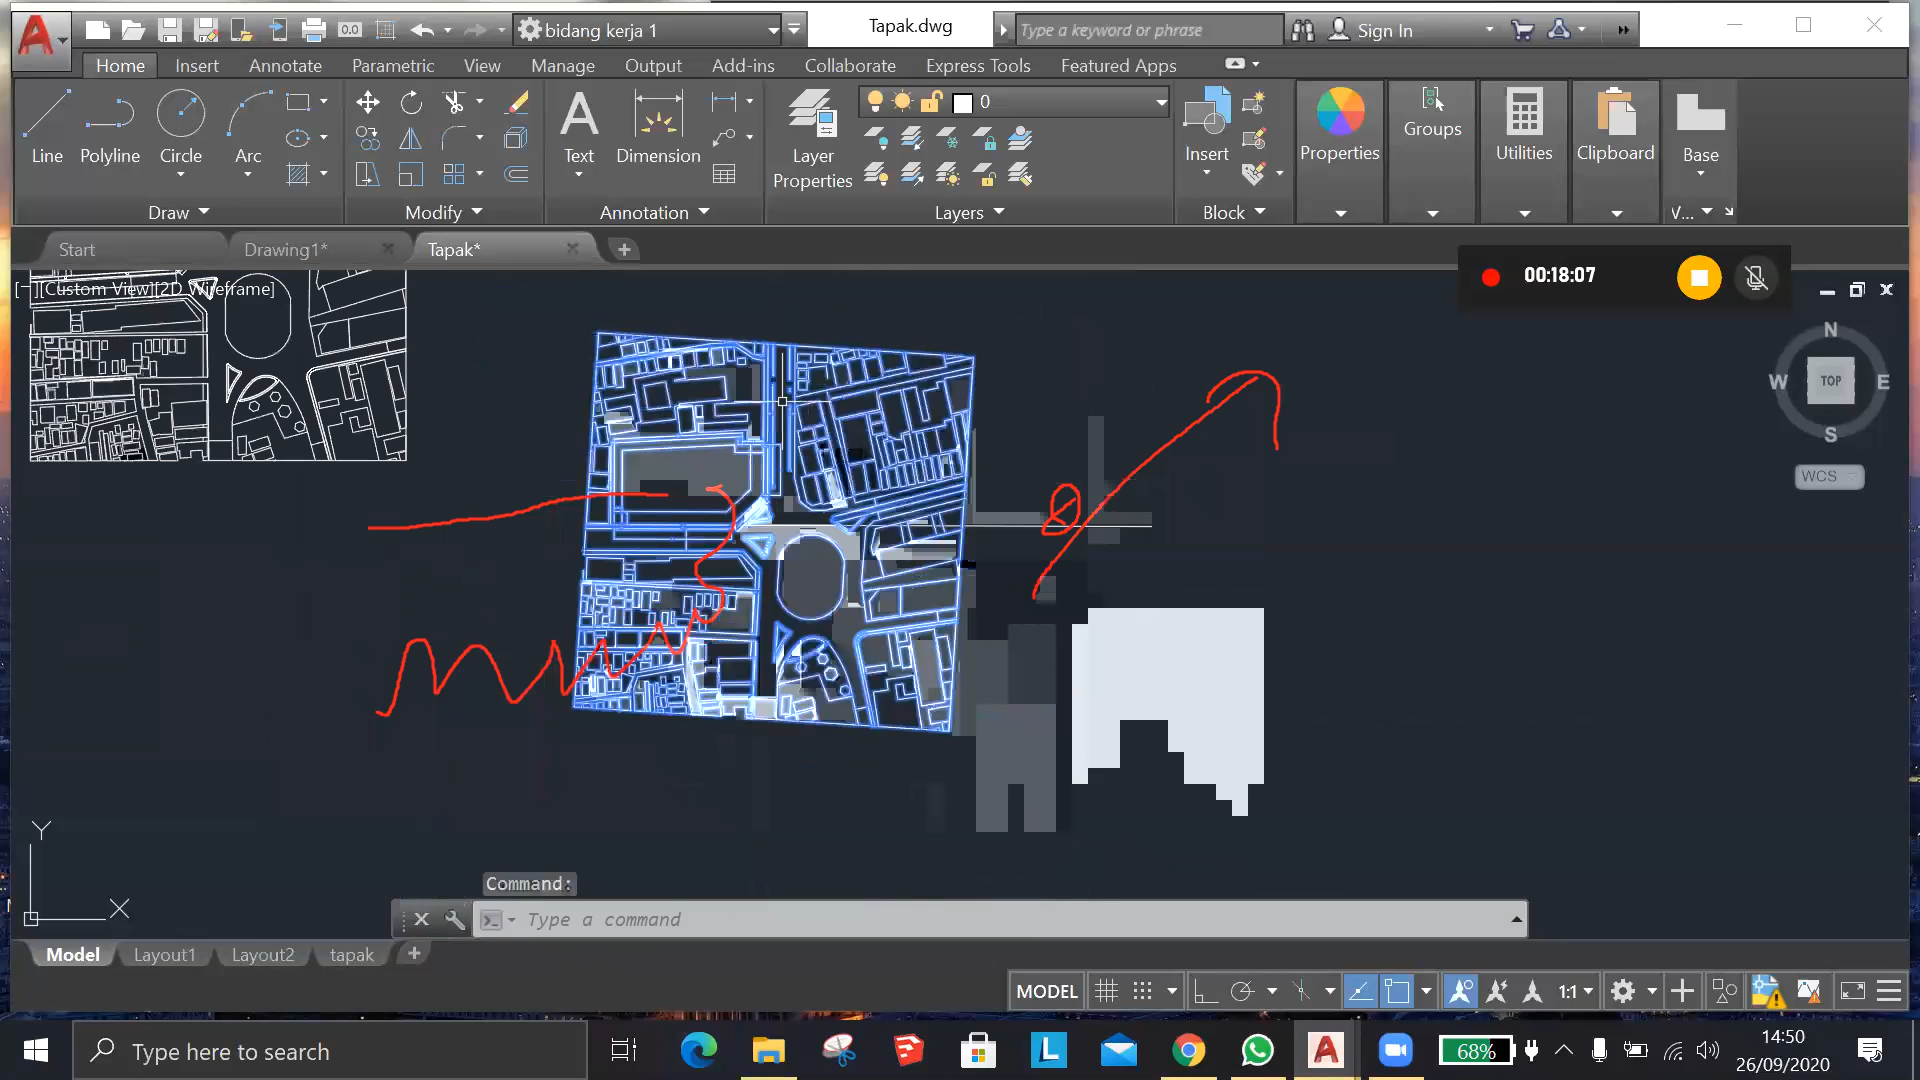 bidang kerja 1
Tapak.dwg
Type a keyword or phrase
Sign In
Home Insert Annotate Parametric View Manage Output Add-ins Collaborate Express Tools Featured Apps
0
Line Polyline Circle Arc
Text Dimension
Layer
Properties
Insert
Properties
Groups
Utilities
Clipboard
Base
Draw Modify Annotation Layers Block V...
Start Drawing1* Tapak*
00:18:07
[−][Custom View][2D Wireframe]
N
W TOP E
S
WCS
Y
X
Command:
Type a command
Model Layout1 Layout2 tapak
MODEL 1:1
Type here to search
68%
14:50
26/09/2020